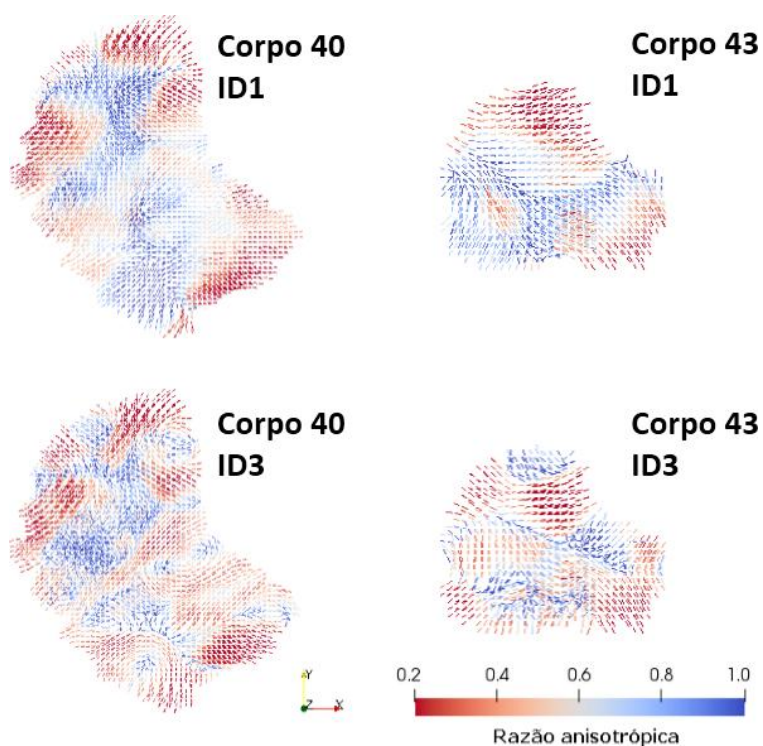 Corpo 40
ID1
Corpo 43
ID1
Corpo 40
ID3
Corpo 43
ID3
Y
Z
X
0.2 0.4 0.6 0.8 1.0
Razão anisotrópica